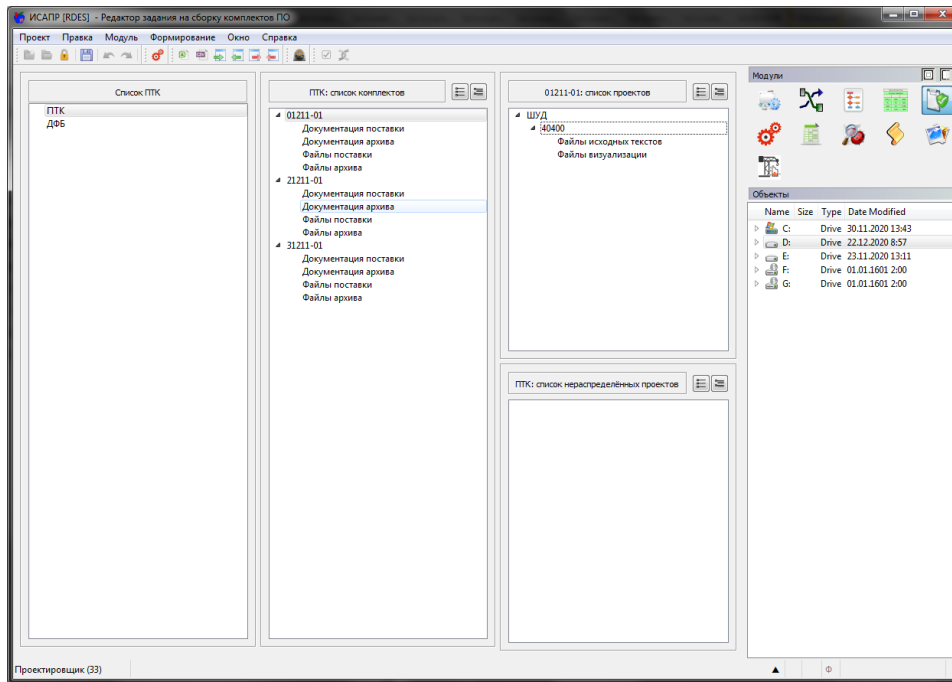 ИСАПР [RDES] - Редактор задания на сборку комплектов ПО
Проект Правка Модуль Формирование Окно Справка
Список ПТК
ПТК
ДФБ
ПТК: список комплектов
01211-01
Документация поставки
Документация архива
Файлы поставки
Файлы архива
21211-01
Документация поставки
Документация архива
Файлы поставки
Файлы архива
31211-01
Документация поставки
Документация архива
Файлы поставки
Файлы архива
01211-01: список проектов
ШУД
40400
Файлы исходных текстов
Файлы визуализации
ПТК: список нераспределённых проектов
Модули
Объекты
Name Size Type Date Modified
C: Drive 30.11.2020 13:43
D: Drive 22.12.2020 8:57
E: Drive 23.11.2020 13:11
F: Drive 01.01.1601 2:00
G: Drive 01.01.1601 2:00
Проектировщик (33)